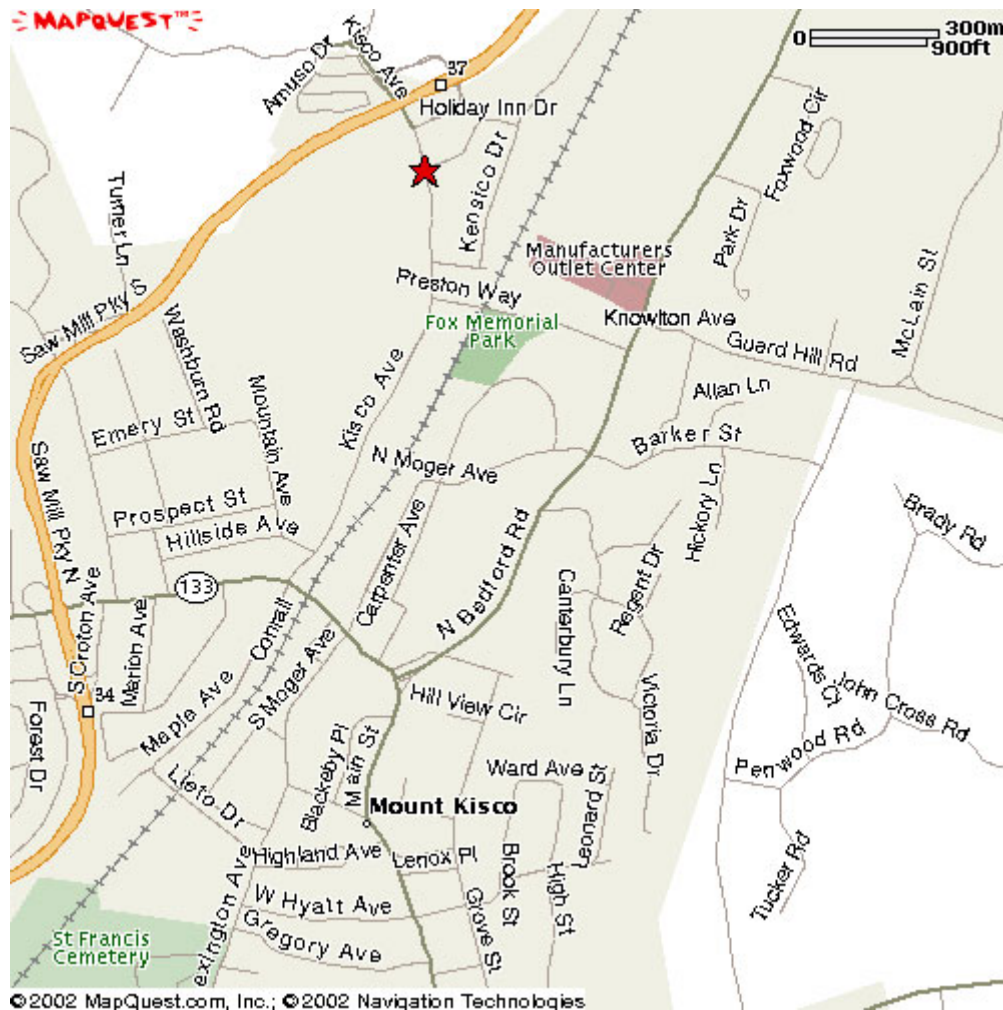 MAPQUEST™
0 300m
900ft
Kisco Ave
Amuso Dr
37
Holiday Inn Dr
Foxwood Cir
Kensico Dr
Turner Ln
Park Dr
Manufacturers
Outlet Center
McLain St
Preston Way
Saw Mill Pky S
Washburn Rd
Fox Memorial
Park
Knowlton Ave
Guard Hill Rd
Kisco Ave
Allan Ln
Mountain Ave
Emery St
Barker St
N Moger Ave
Saw Mill Pky N
Hickory Ln
Prospect St
Hillside Ave
Brady Rd
Carpenter Ave
N Bedford Rd
Regent Dr
133
Canterbury Ln
Edwards Ct
S Croton Ave
Marion Ave
Conrail
S Moger Ave
John Cross Rd
34
Hill View Cir
Victoria Dr
Maple Ave
Forest Dr
Penwood Rd
Blackeby Pl
Main St
Ward Ave
Leonard St
Lieto Dr
Mount Kisco
Highland Ave
Lenox Pl
Brook St
High St
Tucker Rd
W Hyatt Ave
Grove St
Gregory Ave
exington Ave
St Francis
Cemetery
©2002 MapQuest.com, Inc.; ©2002 Navigation Technologies